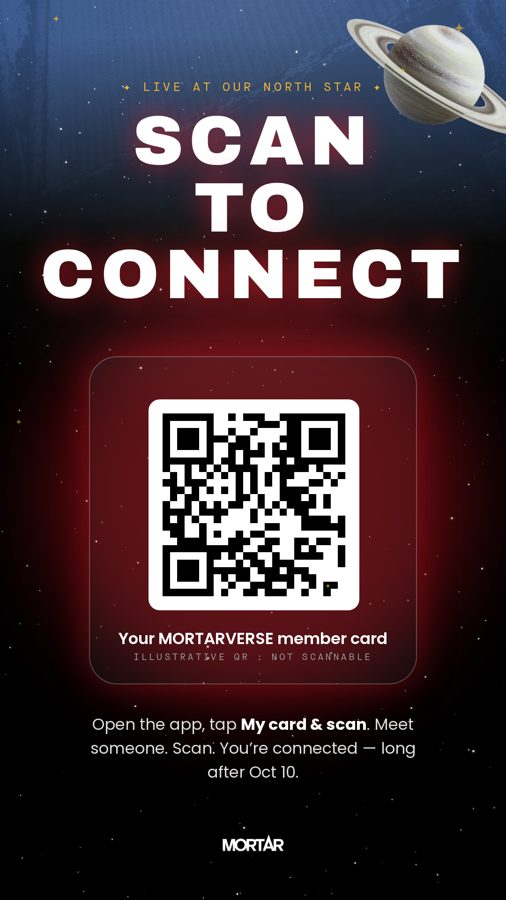 LIVE AT OUR NORTH STAR
SCAN
TO
CONNECT
Your MORTARVERSE member card
ILLUSTRATIVE QR : NOT SCANNABLE
Open the app, tap My card & scan. Meet
someone. Scan. You’re connected — long
after Oct 10.
MORTAR